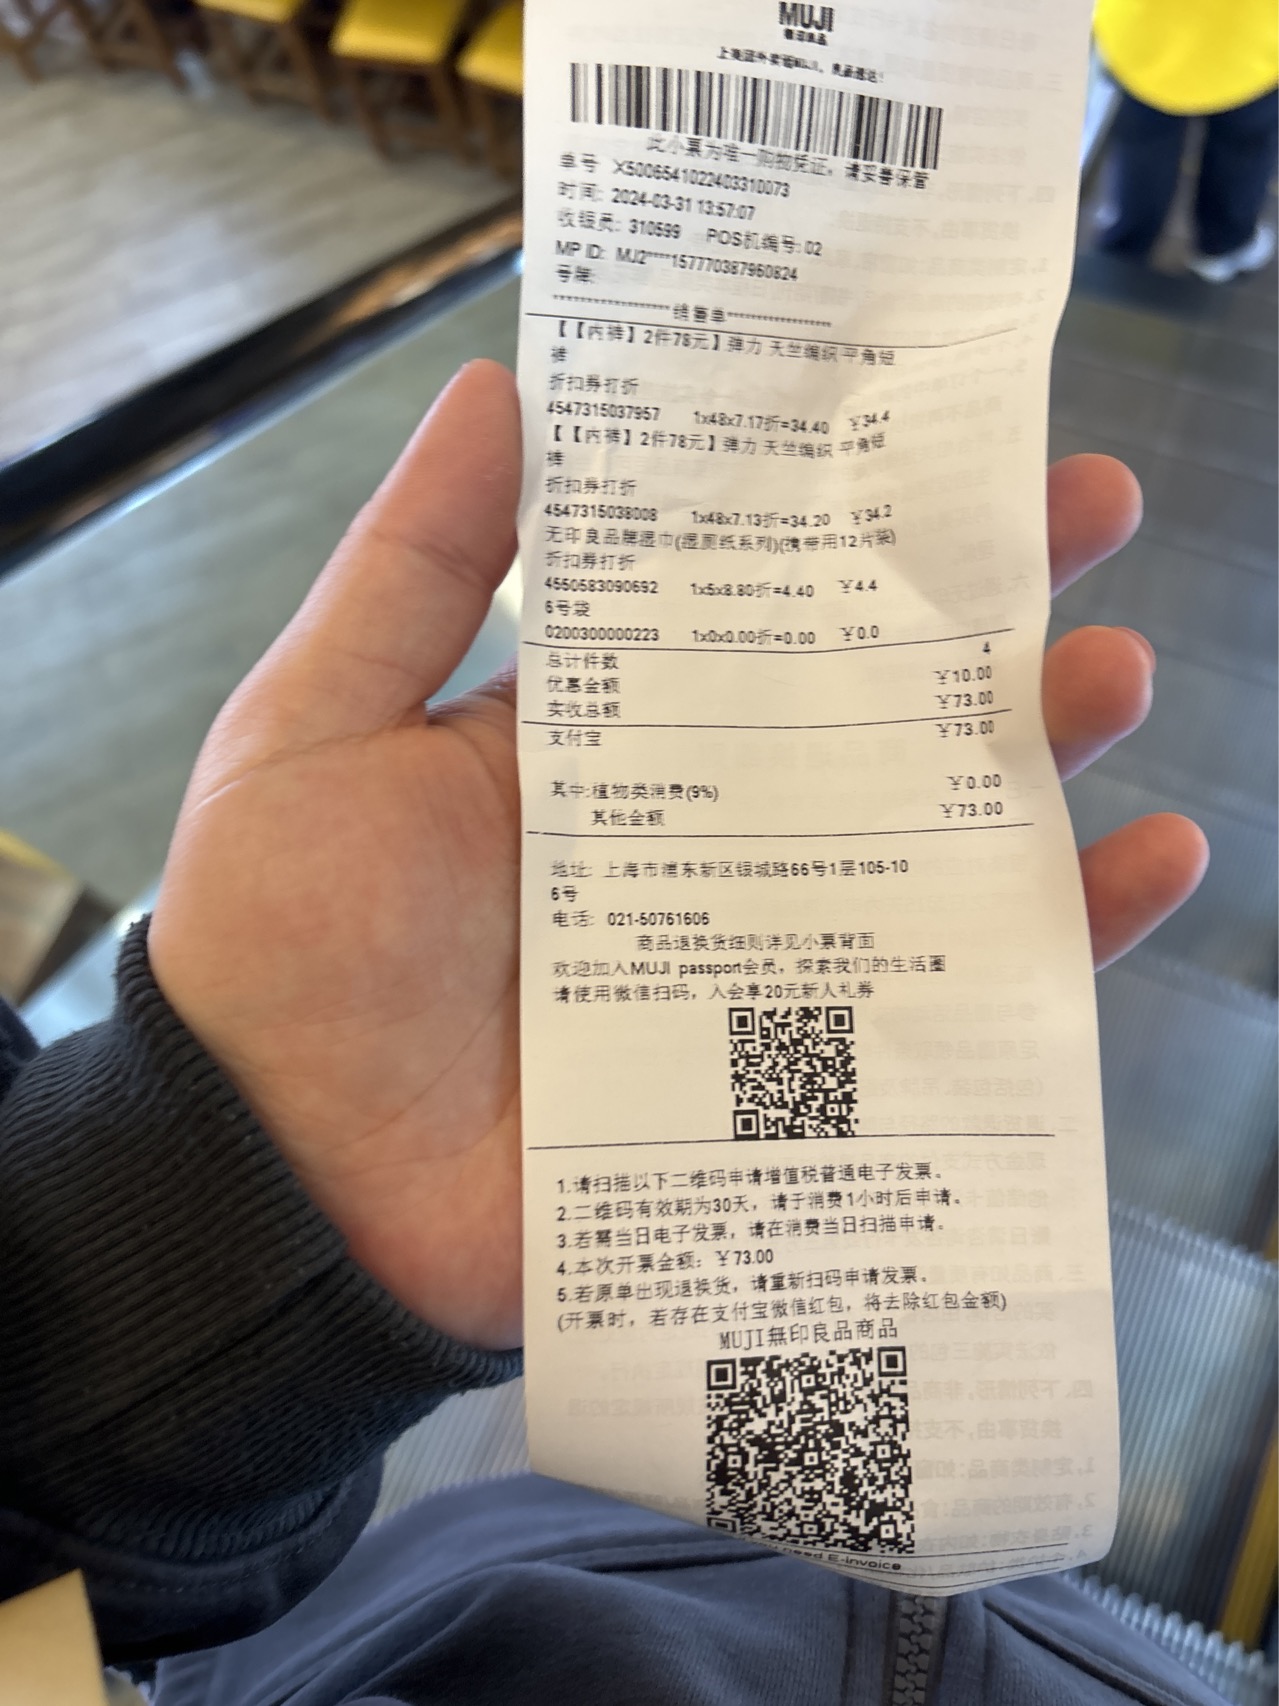 MUJI
無印良品
此小票为唯一购物凭证，请妥善保管
单号 X5006541022403310073
时间: 2024-03-31 13:57:07
收银员: 310599 POS机编号: 02
MP ID: MJ2****157770387960824
号牌:
销售单
【【内裤】2件78元】弹力 天竺编织 平角短
裤
折扣券打折
4547315037957 1x48x7.17折=34.40 ￥34.4
【【内裤】2件78元】弹力 天竺编织 平角短
裤
折扣券打折
4547315038008 1x48x7.13折=34.20 ￥34.2
无印良品牌湿巾(湿厕纸系列)(携带用12片装)
折扣券打折
4550583090692 1x5x8.80折=4.40 ￥4.4
6号袋
0200300000223 1x0x0.00折=0.00 ￥0.0
总计件数 4
优惠金额 ￥10.00
实收总额 ￥73.00
支付宝 ￥73.00
其中:植物类消费(9%) ￥0.00
其他金额 ￥73.00
地址: 上海市浦东新区银城路66号1层105-10
6号
电话: 021-50761606
商品退换货细则详见小票背面
欢迎加入MUJI passport会员，探索我们的生活圈
请使用微信扫码，入会享20元新人礼券
1.请扫描以下二维码申请增值税普通电子发票。
2.二维码有效期为30天，请于消费1小时后申请。
3.若需当日电子发票，请在消费当日扫描申请。
4.本次开票金额: ￥73.00
5.若原单出现退换货，请重新扫码申请发票。
(开票时，若存在支付宝微信红包，将去除红包金额)
MUJI無印良品商品
need E-invoice